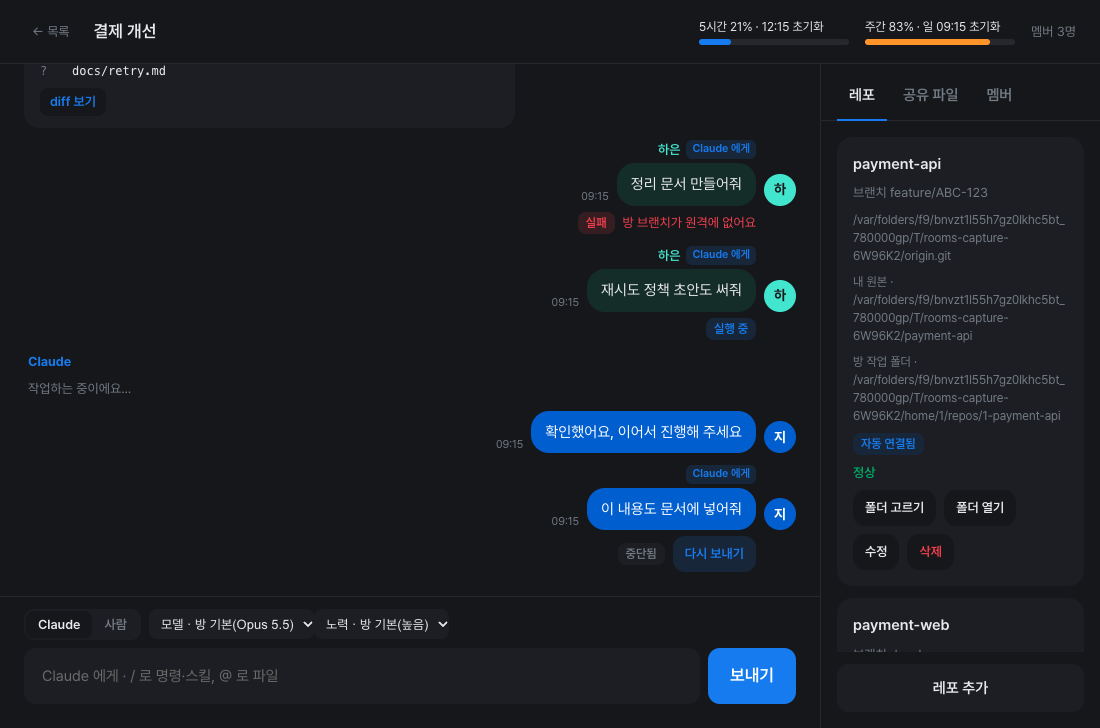 ← 목록
결제 개선
5시간 21% · 12:15 초기화
주간 83% · 일 09:15 초기화
멤버 3명
? docs/retry.md
diff 보기
하은 Claude 에게
정리 문서 만들어줘
09:15
하
실패 방 브랜치가 원격에 없어요
하은 Claude 에게
재시도 정책 초안도 써줘
09:15
하
실행 중
Claude
작업하는 중이에요...
확인했어요, 이어서 진행해 주세요
09:15
지
Claude 에게
이 내용도 문서에 넣어줘
09:15
지
중단됨
다시 보내기
Claude
사람
모델 · 방 기본(Opus 5.5)
노력 · 방 기본(높음)
Claude 에게 · / 로 명령·스킬, @ 로 파일
보내기
레포
공유 파일
멤버
payment-api
브랜치 feature/ABC-123
/var/folders/f9/bnvzt1l55h7gz0lkhc5bt_
780000gp/T/rooms-capture-
6W96K2/origin.git
내 원본 ·
/var/folders/f9/bnvzt1l55h7gz0lkhc5bt_
780000gp/T/rooms-capture-
6W96K2/payment-api
방 작업 폴더 ·
/var/folders/f9/bnvzt1l55h7gz0lkhc5bt_
780000gp/T/rooms-capture-
6W96K2/home/1/repos/1-payment-api
자동 연결됨
정상
폴더 고르기
폴더 열기
수정
삭제
payment-web
레포 추가